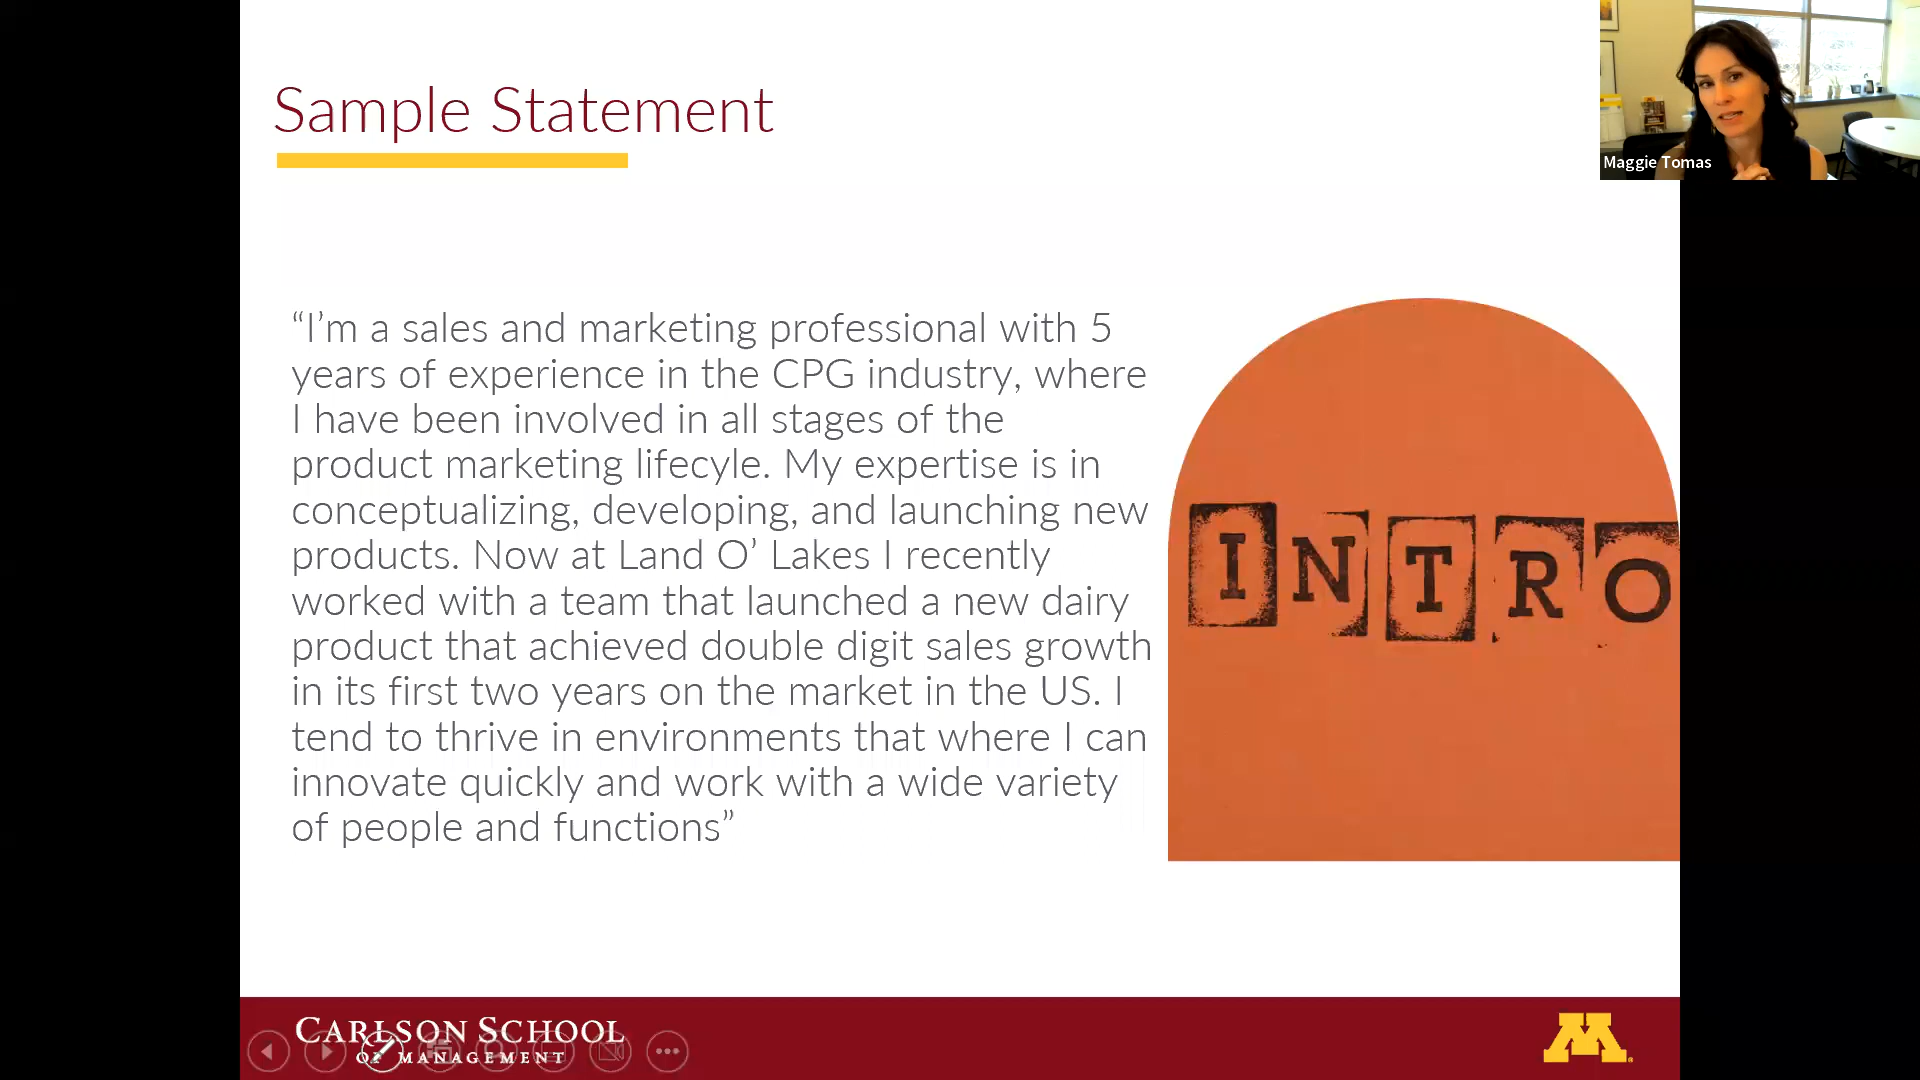 Sample Statement
Maggie Tomas
“I’m a sales and marketing professional with 5
years of experience in the CPG industry, where
I have been involved in all stages of the
product marketing lifecyle. My expertise is in
conceptualizing, developing, and launching new
products. Now at Land O’ Lakes I recently
worked with a team that launched a new dairy
product that achieved double digit sales growth
in its first two years on the market in the US. I
tend to thrive in environments that where I can
innovate quickly and work with a wide variety
of people and functions”
INTRO
CARLSON SCHOOL
OF MANAGEMENT
M